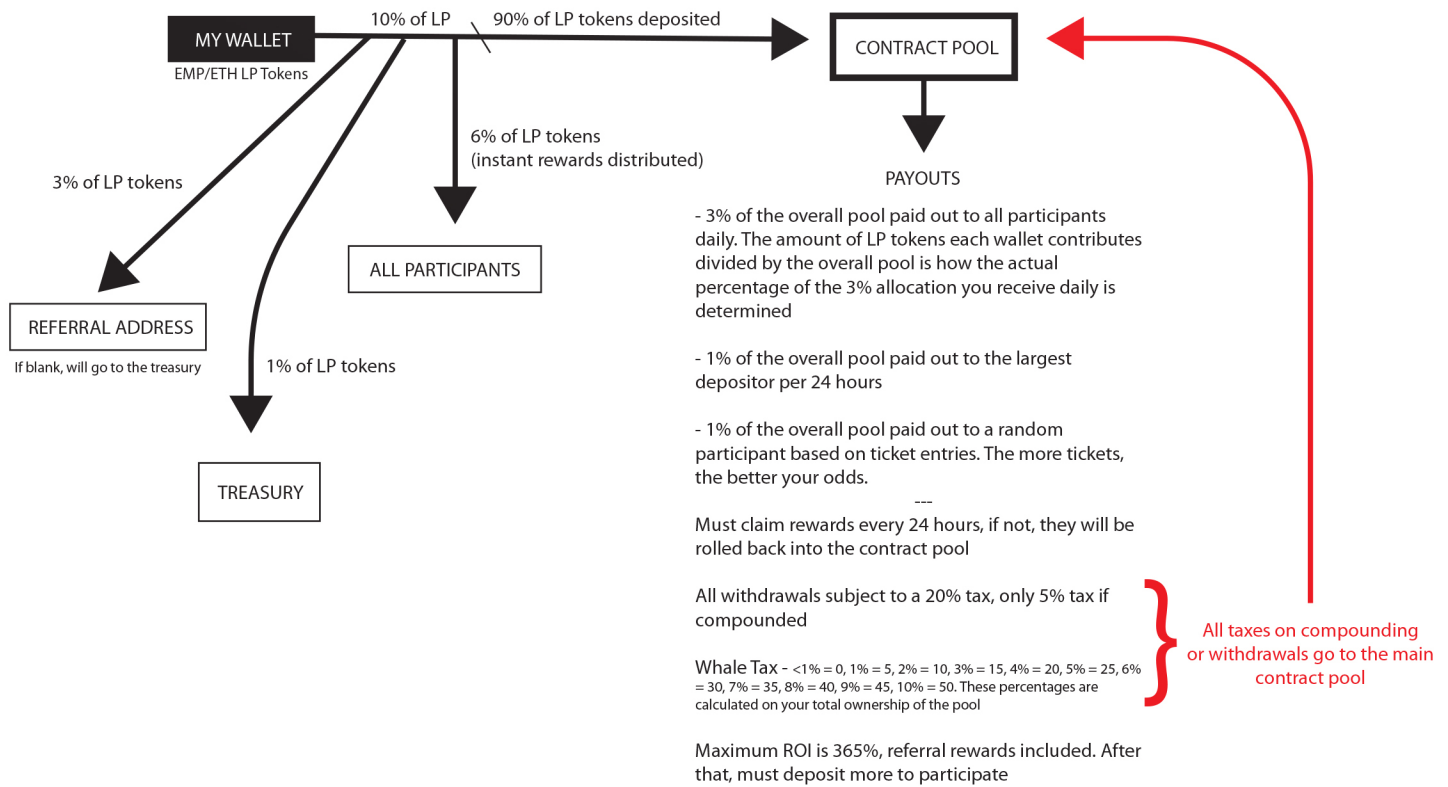 10% of LP
90% of LP tokens deposited
MY WALLET
EMP/ETH LP Tokens
CONTRACT POOL
6% of LP tokens
(instant rewards distributed)
3% of LP tokens
ALL PARTICIPANTS
REFERRAL ADDRESS
If blank, will go to the treasury
1% of LP tokens
TREASURY
PAYOUTS
- 3% of the overall pool paid out to all participants
daily. The amount of LP tokens each wallet contributes
divided by the overall pool is how the actual
percentage of the 3% allocation you receive daily is
determined
- 1% of the overall pool paid out to the largest
depositor per 24 hours
- 1% of the overall pool paid out to a random
participant based on ticket entries. The more tickets,
the better your odds.
---
Must claim rewards every 24 hours, if not, they will be
rolled back into the contract pool
All withdrawals subject to a 20% tax, only 5% tax if
compounded
Whale Tax - <1% = 0, 1% = 5, 2% = 10, 3% = 15, 4% = 20, 5% = 25, 6%
= 30, 7% = 35, 8% = 40, 9% = 45, 10% = 50. These percentages are
calculated on your total ownership of the pool
Maximum ROI is 365%, referral rewards included. After
that, must deposit more to participate
All taxes on compounding
or withdrawals go to the main
contract pool